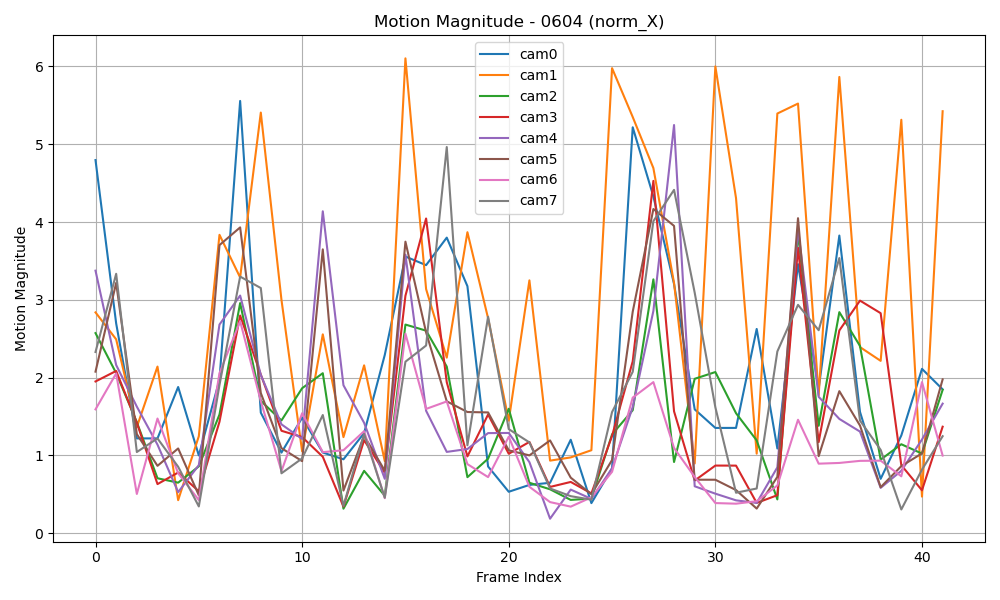 Motion Magnitude - 0604 (norm_X)
cam0
cam1
cam2
cam3
cam4
cam5
cam6
cam7
Motion Magnitude
6
5
4
3
2
1
0
0 10 20 30 40
Frame Index